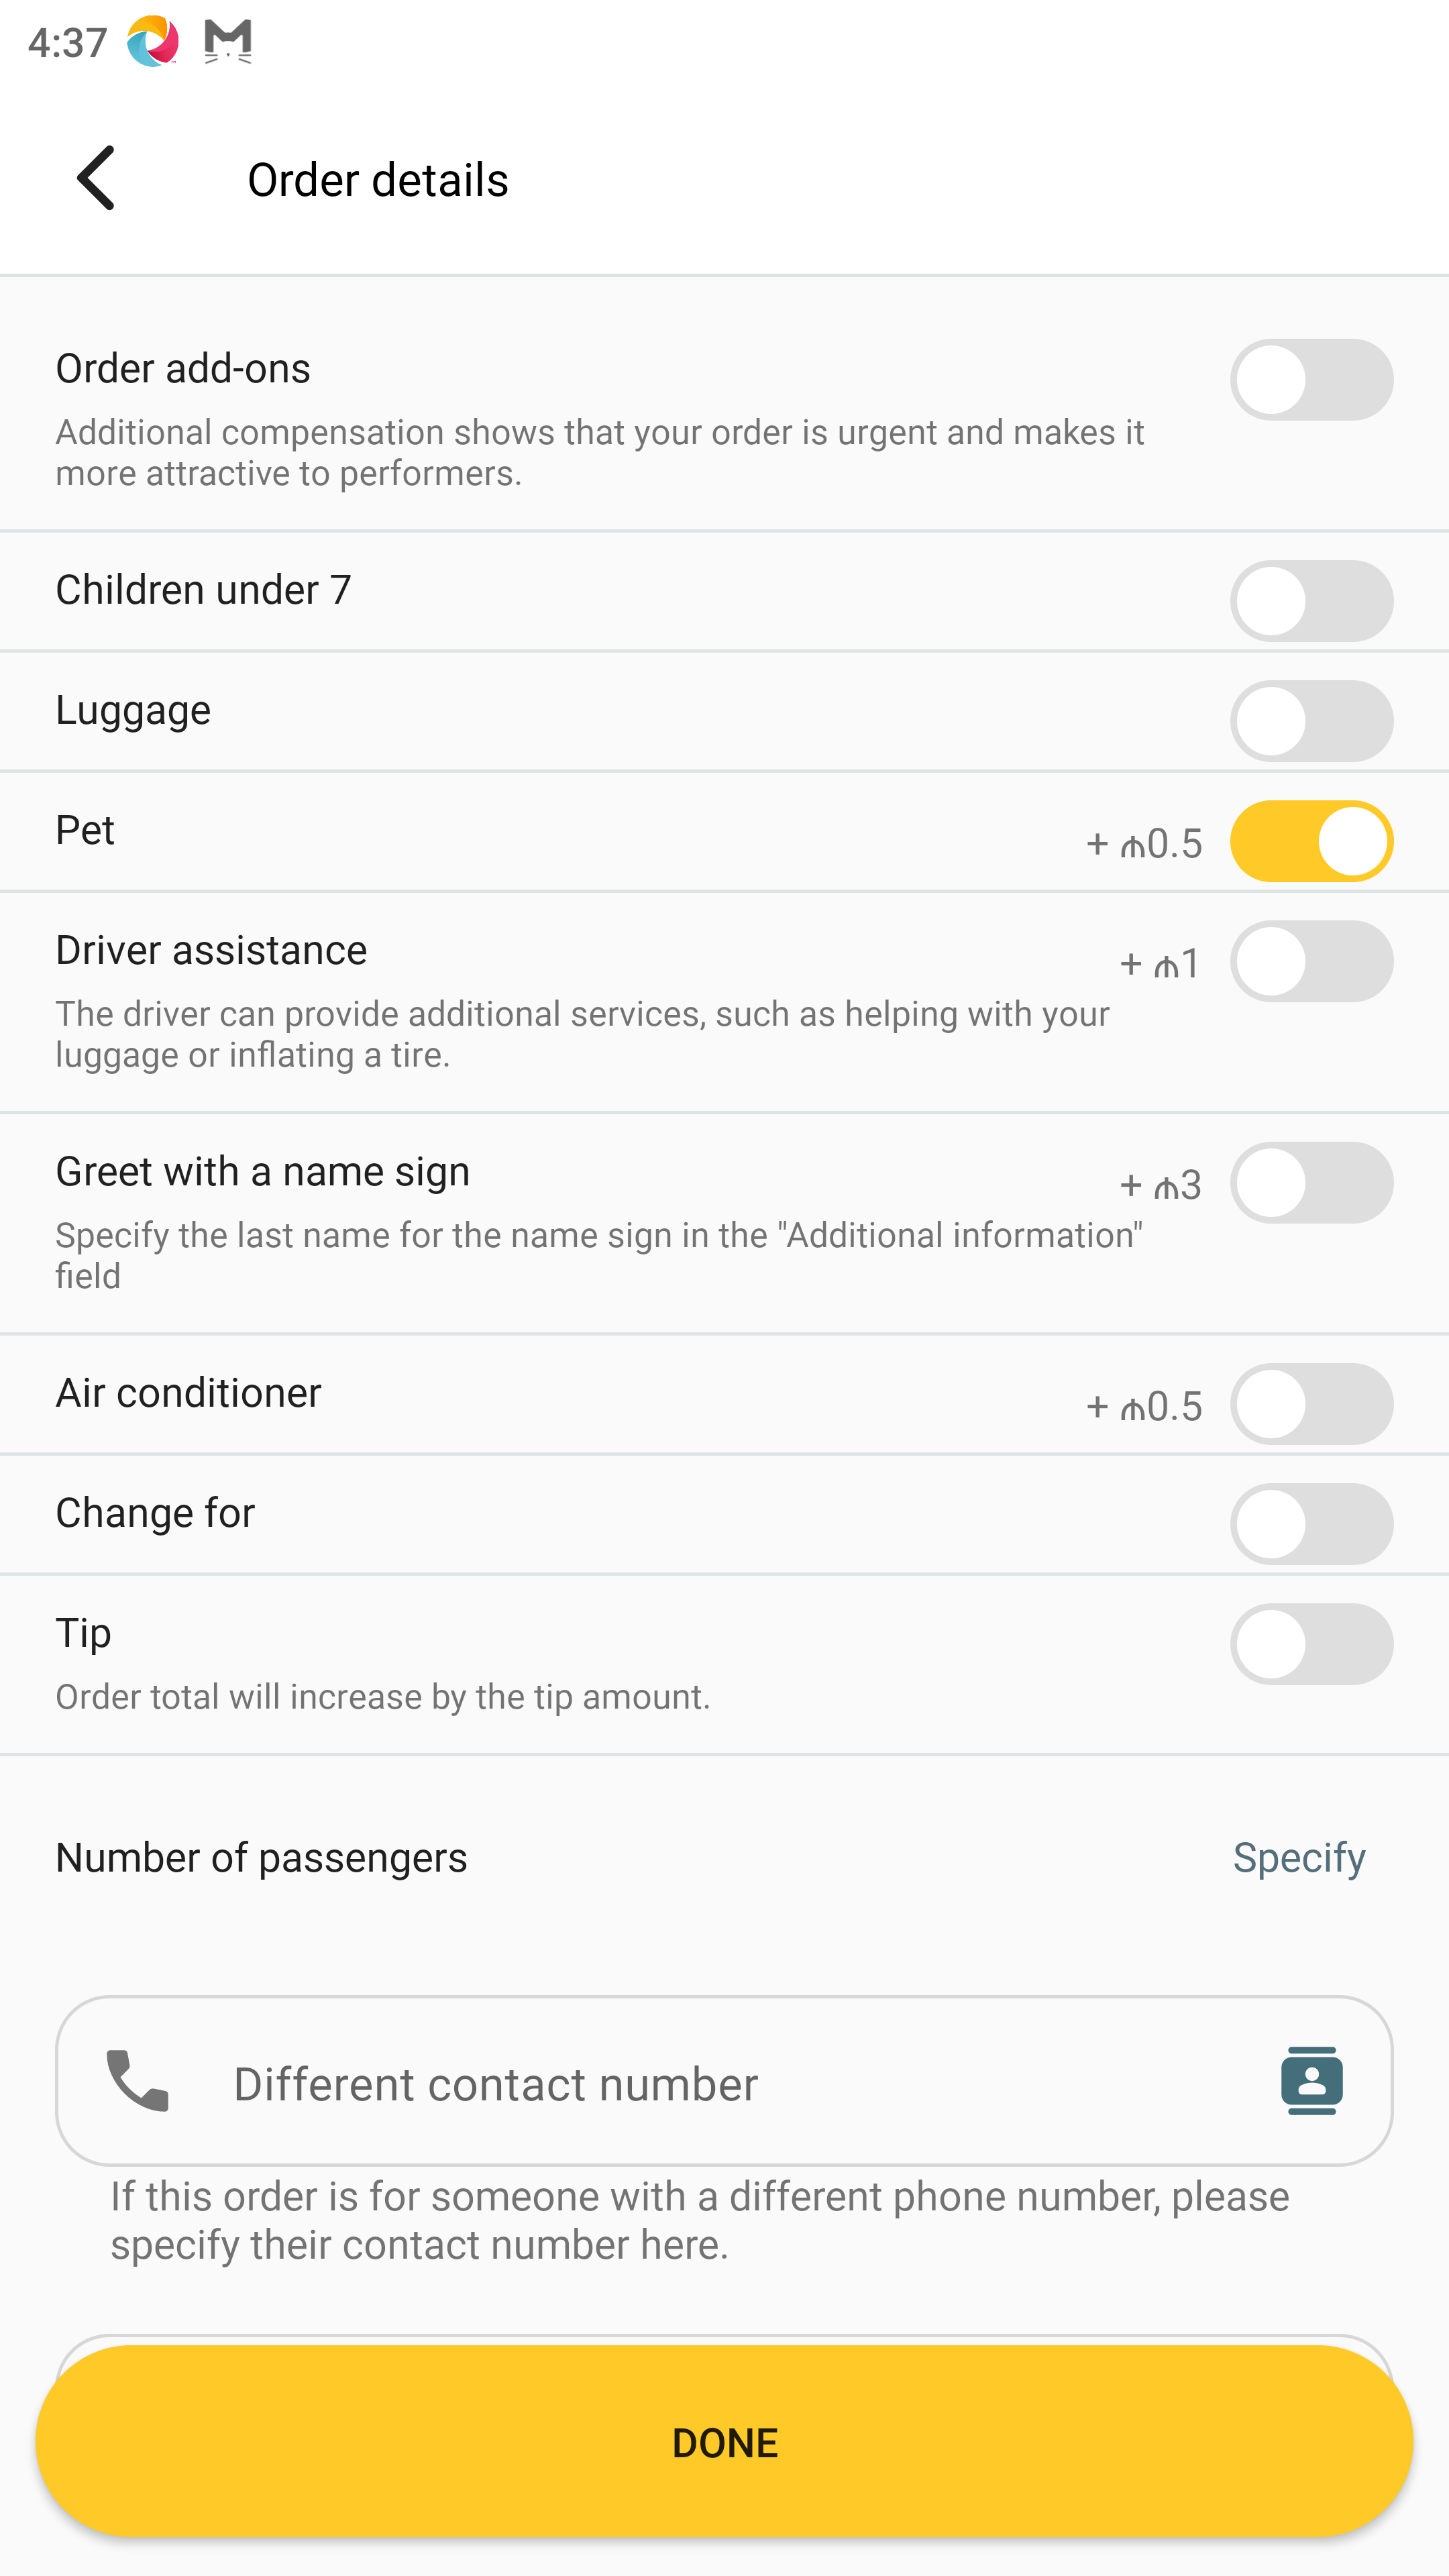 4:37
Order details
Order add-ons
Additional compensation shows that your order is urgent and makes it
more attractive to performers.
Children under 7
Luggage
Pet
+ ₼0.5
Driver assistance
+ ₼1
The driver can provide additional services, such as helping with your
luggage or inflating a tire.
Greet with a name sign
+ ₼3
Specify the last name for the name sign in the "Additional information"
field
Air conditioner
+ ₼0.5
Change for
Tip
Order total will increase by the tip amount.
Number of passengers
Specify
Different contact number
If this order is for someone with a different phone number, please
specify their contact number here.
DONE